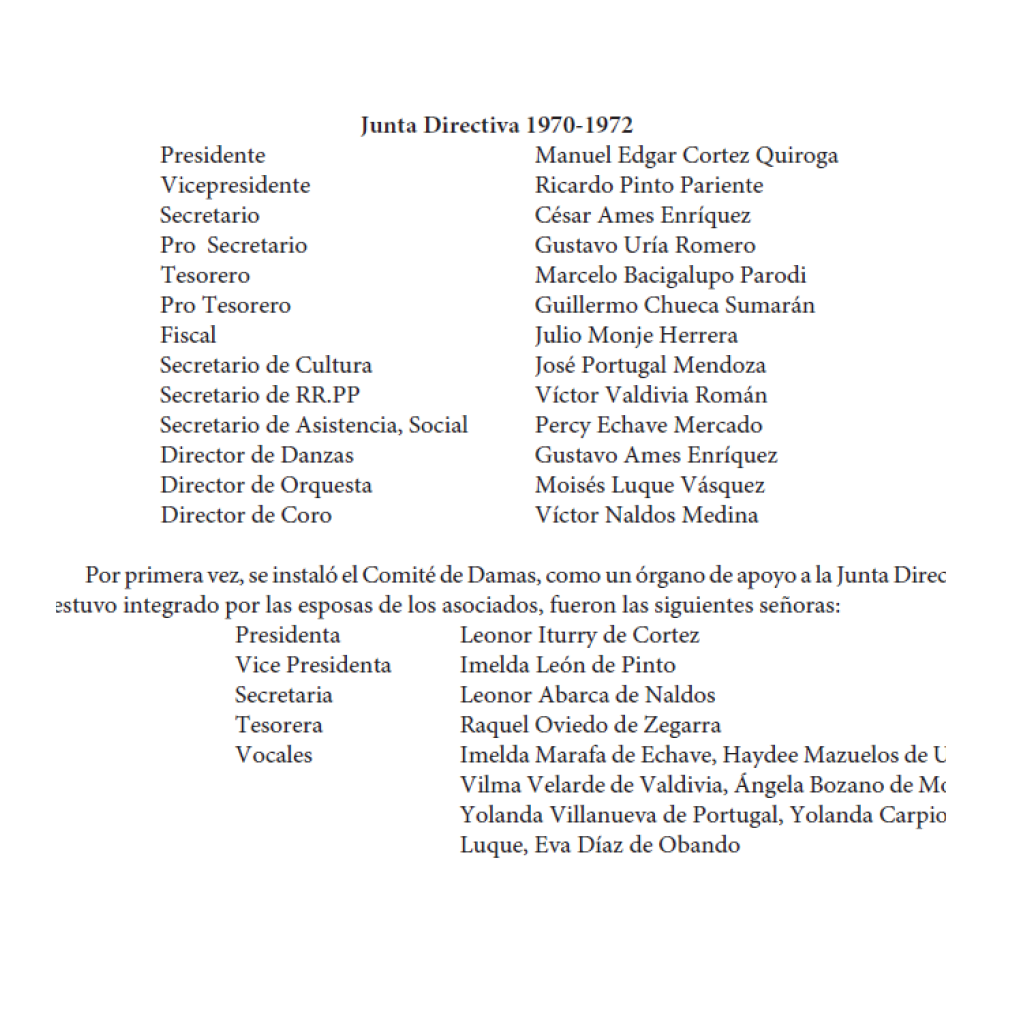 Junta Directiva 1970-1972
Presidente Manuel Edgar Cortez Quiroga
Vicepresidente Ricardo Pinto Pariente
Secretario César Ames Enríquez
Pro Secretario Gustavo Uría Romero
Tesorero Marcelo Bacigalupo Parodi
Pro Tesorero Guillermo Chueca Sumarán
Fiscal Julio Monje Herrera
Secretario de Cultura José Portugal Mendoza
Secretario de RR.PP Víctor Valdivia Román
Secretario de Asistencia, Social Percy Echave Mercado
Director de Danzas Gustavo Ames Enríquez
Director de Orquesta Moisés Luque Vásquez
Director de Coro Víctor Naldos Medina
Por primera vez, se instaló el Comité de Damas, como un órgano de apoyo a la Junta
estuvo integrado por las esposas de los asociados, fueron las siguientes señoras:
Presidenta Leonor Iturry de Cortez
Vice Presidenta Imelda León de Pinto
Secretaria Leonor Abarca de Naldos
Tesorera Raquel Oviedo de Zegarra
Vocales Imelda Marafa de Echave, Haydee Mazuelos de
Vilma Velarde de Valdivia, Ángela Bozano de
Yolanda Villanueva de Portugal, Yolanda Carpio
Luque, Eva Díaz de Obando